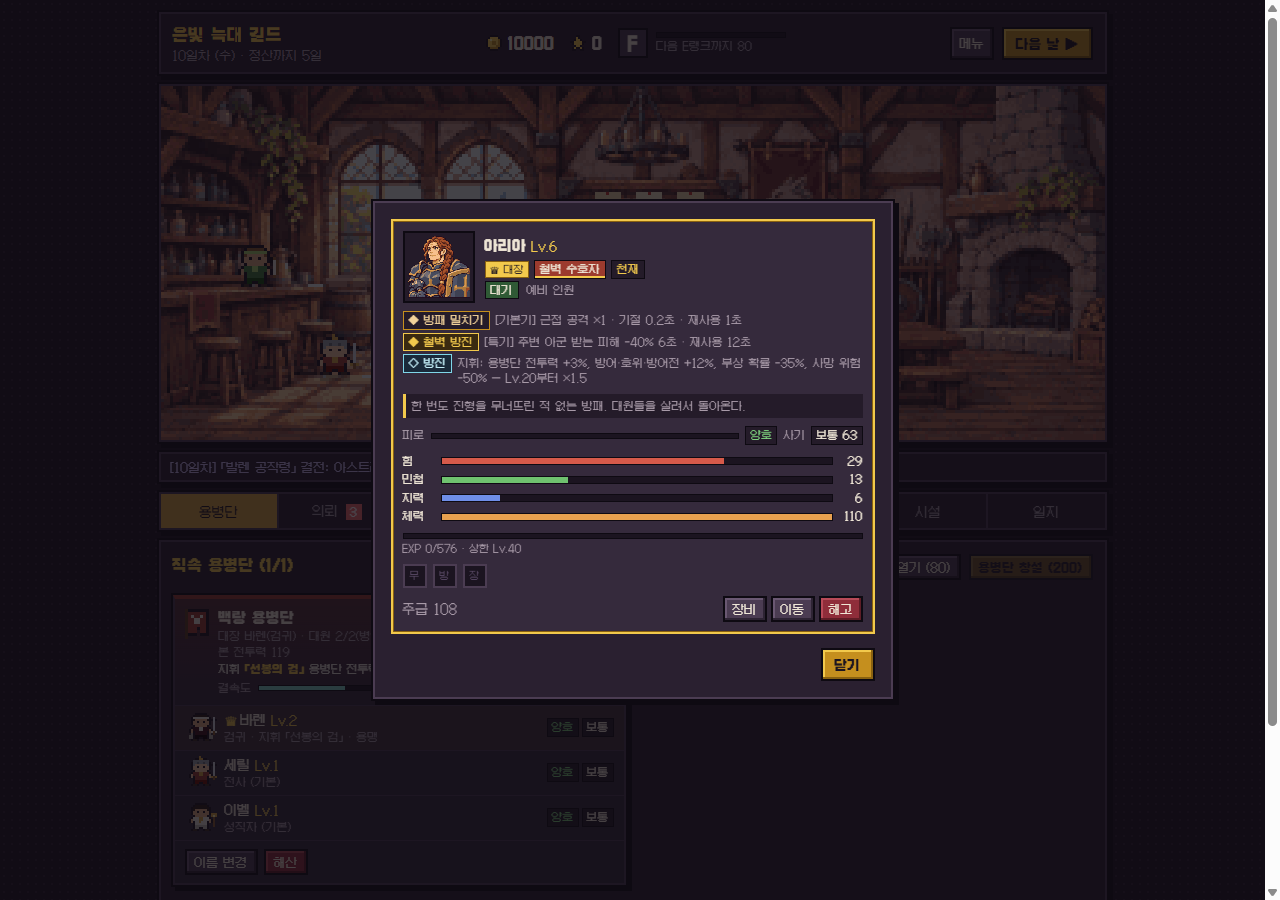 은빛 늑대 길드
10일차 (수) · 정산까지 5일
10000
0
F
다음 E랭크까지 80
메뉴
다음 날 ▶
아리아 Lv.6
♛ 대장
철벽 수호자
천재
대기
예비 인원
◆ 방패 밀치기
[기본기] 근접 공격 ×1 · 기절 0.2초 · 재사용 1초
◆ 철벽 방진
[특기] 주변 아군 받는 피해 -40% 6초 · 재사용 12초
◇ 방진
지휘: 용병단 전투력 +3%, 방어·호위·방어전 +12%, 부상 확률 -35%, 사망 위험
-50% — Lv.20부터 ×1.5
한 번도 진형을 무너뜨린 적 없는 방패. 대원들을 살려서 돌아온다.
피로
양호
사기
보통 63
힘 29
민첩 13
지력 6
체력 110
EXP 0/576 · 상한 Lv.40
무 방 장
주급 108
장비
이동
해고
닫기
[10일차] 「발렌 공작령」 결전: 이스트
용병단
의뢰 3
시설
일지
직속 용병단 (1/1)
열기 (80)
용병단 창설 (200)
백랑 용병단
대장 바렌(검귀) · 대원 2/2(병
본 전투력 119
지휘 「선봉의 검」 용병단 전투
결속도
♛바렌 Lv.2
검귀 · 지휘 「선봉의 검」 · 용명
양호 보통
세릴 Lv.1
전사 (기본)
양호 보통
이벨 Lv.1
성직자 (기본)
양호 보통
이름 변경
해산